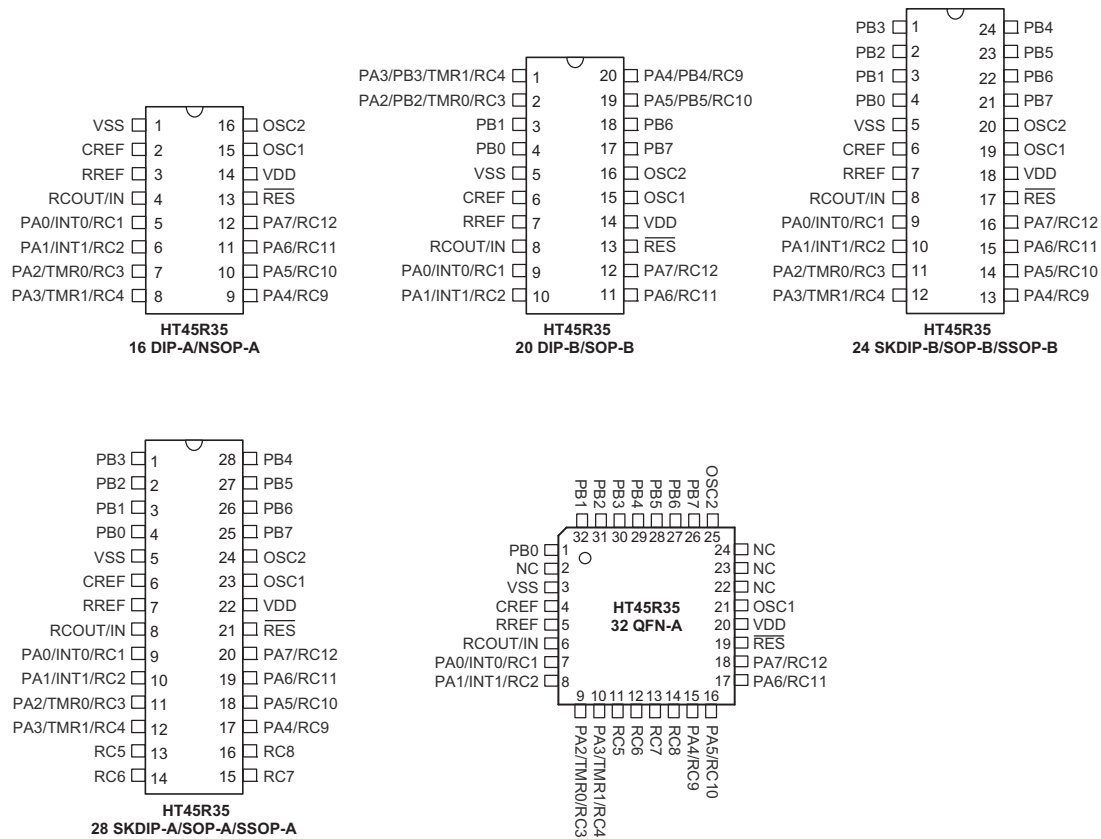 VSS 1 16 OSC2
CREF 2 15 OSC1
RREF 3 14 VDD
RCOUT/IN 4 13 RES
PA0/INT0/RC1 5 12 PA7/RC12
PA1/INT1/RC2 6 11 PA6/RC11
PA2/TMR0/RC3 7 10 PA5/RC10
PA3/TMR1/RC4 8 9 PA4/RC9
HT45R35
16 DIP-A/NSOP-A
PA3/PB3/TMR1/RC4 1 20 PA4/PB4/RC9
PA2/PB2/TMR0/RC3 2 19 PA5/PB5/RC10
PB1 3 18 PB6
PB0 4 17 PB7
VSS 5 16 OSC2
CREF 6 15 OSC1
RREF 7 14 VDD
RCOUT/IN 8 13 RES
PA0/INT0/RC1 9 12 PA7/RC12
PA1/INT1/RC2 10 11 PA6/RC11
HT45R35
20 DIP-B/SOP-B
PB3 1 24 PB4
PB2 2 23 PB5
PB1 3 22 PB6
PB0 4 21 PB7
VSS 5 20 OSC2
CREF 6 19 OSC1
RREF 7 18 VDD
RCOUT/IN 8 17 RES
PA0/INT0/RC1 9 16 PA7/RC12
PA1/INT1/RC2 10 15 PA6/RC11
PA2/TMR0/RC3 11 14 PA5/RC10
PA3/TMR1/RC4 12 13 PA4/RC9
HT45R35
24 SKDIP-B/SOP-B/SSOP-B
PB3 1 28 PB4
PB2 2 27 PB5
PB1 3 26 PB6
PB0 4 25 PB7
VSS 5 24 OSC2
CREF 6 23 OSC1
RREF 7 22 VDD
RCOUT/IN 8 21 RES
PA0/INT0/RC1 9 20 PA7/RC12
PA1/INT1/RC2 10 19 PA6/RC11
PA2/TMR0/RC3 11 18 PA5/RC10
PA3/TMR1/RC4 12 17 PA4/RC9
RC5 13 16 RC8
RC6 14 15 RC7
HT45R35
28 SKDIP-A/SOP-A/SSOP-A
PB1 PB2 PB3 PB4 PB5 PB6 PB7 OSC2
32 31 30 29 28 27 26 25
PB0 1 24 NC
NC 2 23 NC
VSS 3 22 NC
CREF 4 21 OSC1
RREF 5 20 VDD
RCOUT/IN 6 19 RES
PA0/INT0/RC1 7 18 PA7/RC12
PA1/INT1/RC2 8 17 PA6/RC11
HT45R35
32 QFN-A
9 10 11 12 13 14 15 16
PA2/TMR0/RC3 PA3/TMR1/RC4 RC5 RC6 RC7 RC8 PA4/RC9 PA5/RC10